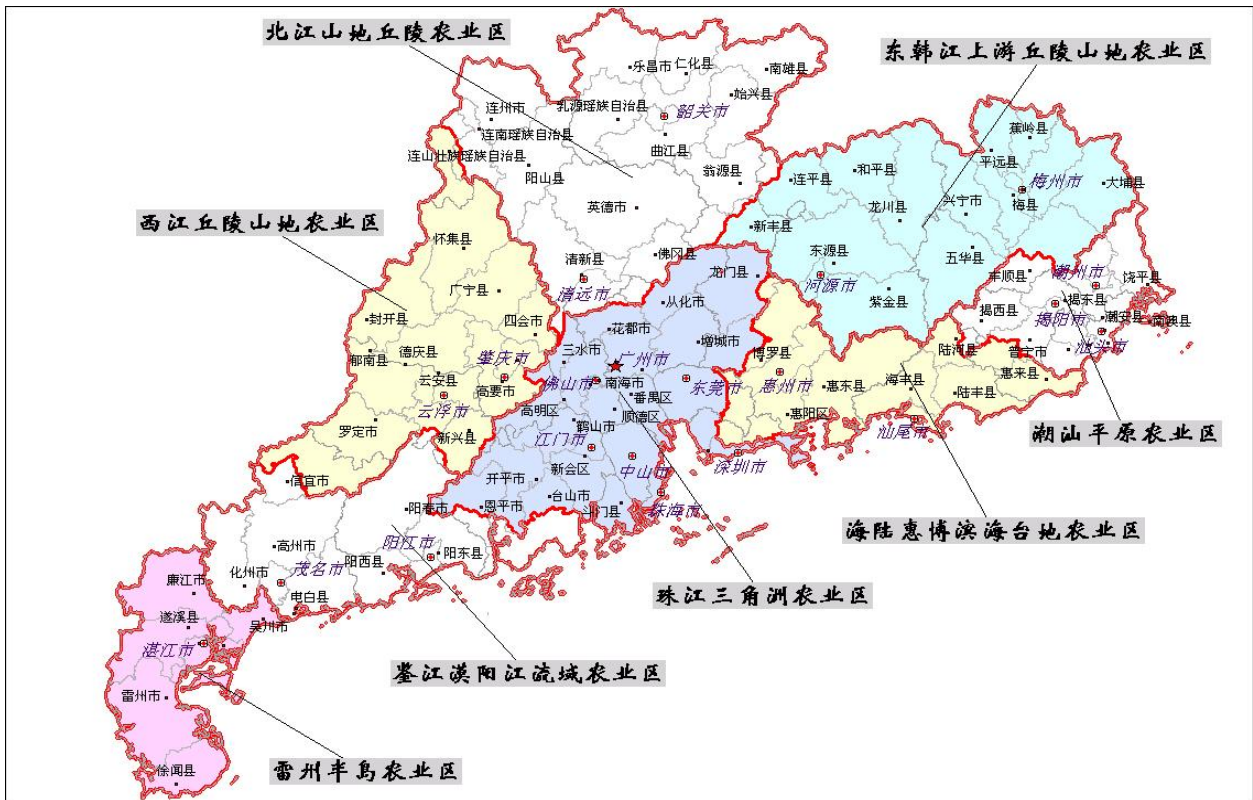 北江山地丘陵农业区
东韩江上游丘陵山地农业区
乐昌市
仁化县
南雄县
始兴县
连州市
乳源瑶族自治县
韶关市
连南瑶族自治县
曲江县
蕉岭县
连山壮族瑶族自治县
阳山县
翁源县
平远县
连平县
和平县
梅州市
大埔县
英德市
龙川县
兴宁市
梅县
西江丘陵山地农业区
怀集县
新丰县
东源县
五华县
清新县
佛冈县
龙门县
丰顺县
潮州市
饶平县
清远市
河源市
广宁县
从化市
紫金县
揭东县
揭西县
揭阳市
潮安县
南澳县
封开县
四会市
花都市
增城市
三水市
陆河县
普宁市
汕头市
郁南县
德庆县
肇庆市
广州市
博罗县
云安县
高要市
佛山市
南海市
东莞市
惠州市
惠东县
海丰县
陆丰县
惠来县
云浮市
高明区
番禺区
顺德区
惠阳区
鹤山市
罗定市
新兴县
江门市
汕尾市
潮汕平原农业区
新会区
中山市
深圳市
信宜市
开平市
台山市
阳春市
恩平市
斗门县
珠海市
海陆惠博滨海台地农业区
高州市
阳江市
阳东县
茂名市
阳西县
化州市
廉江市
电白县
珠江三角洲农业区
遂溪县
吴川市
湛江市
鉴江漠阳江流域农业区
雷州市
徐闻县
雷州半岛农业区